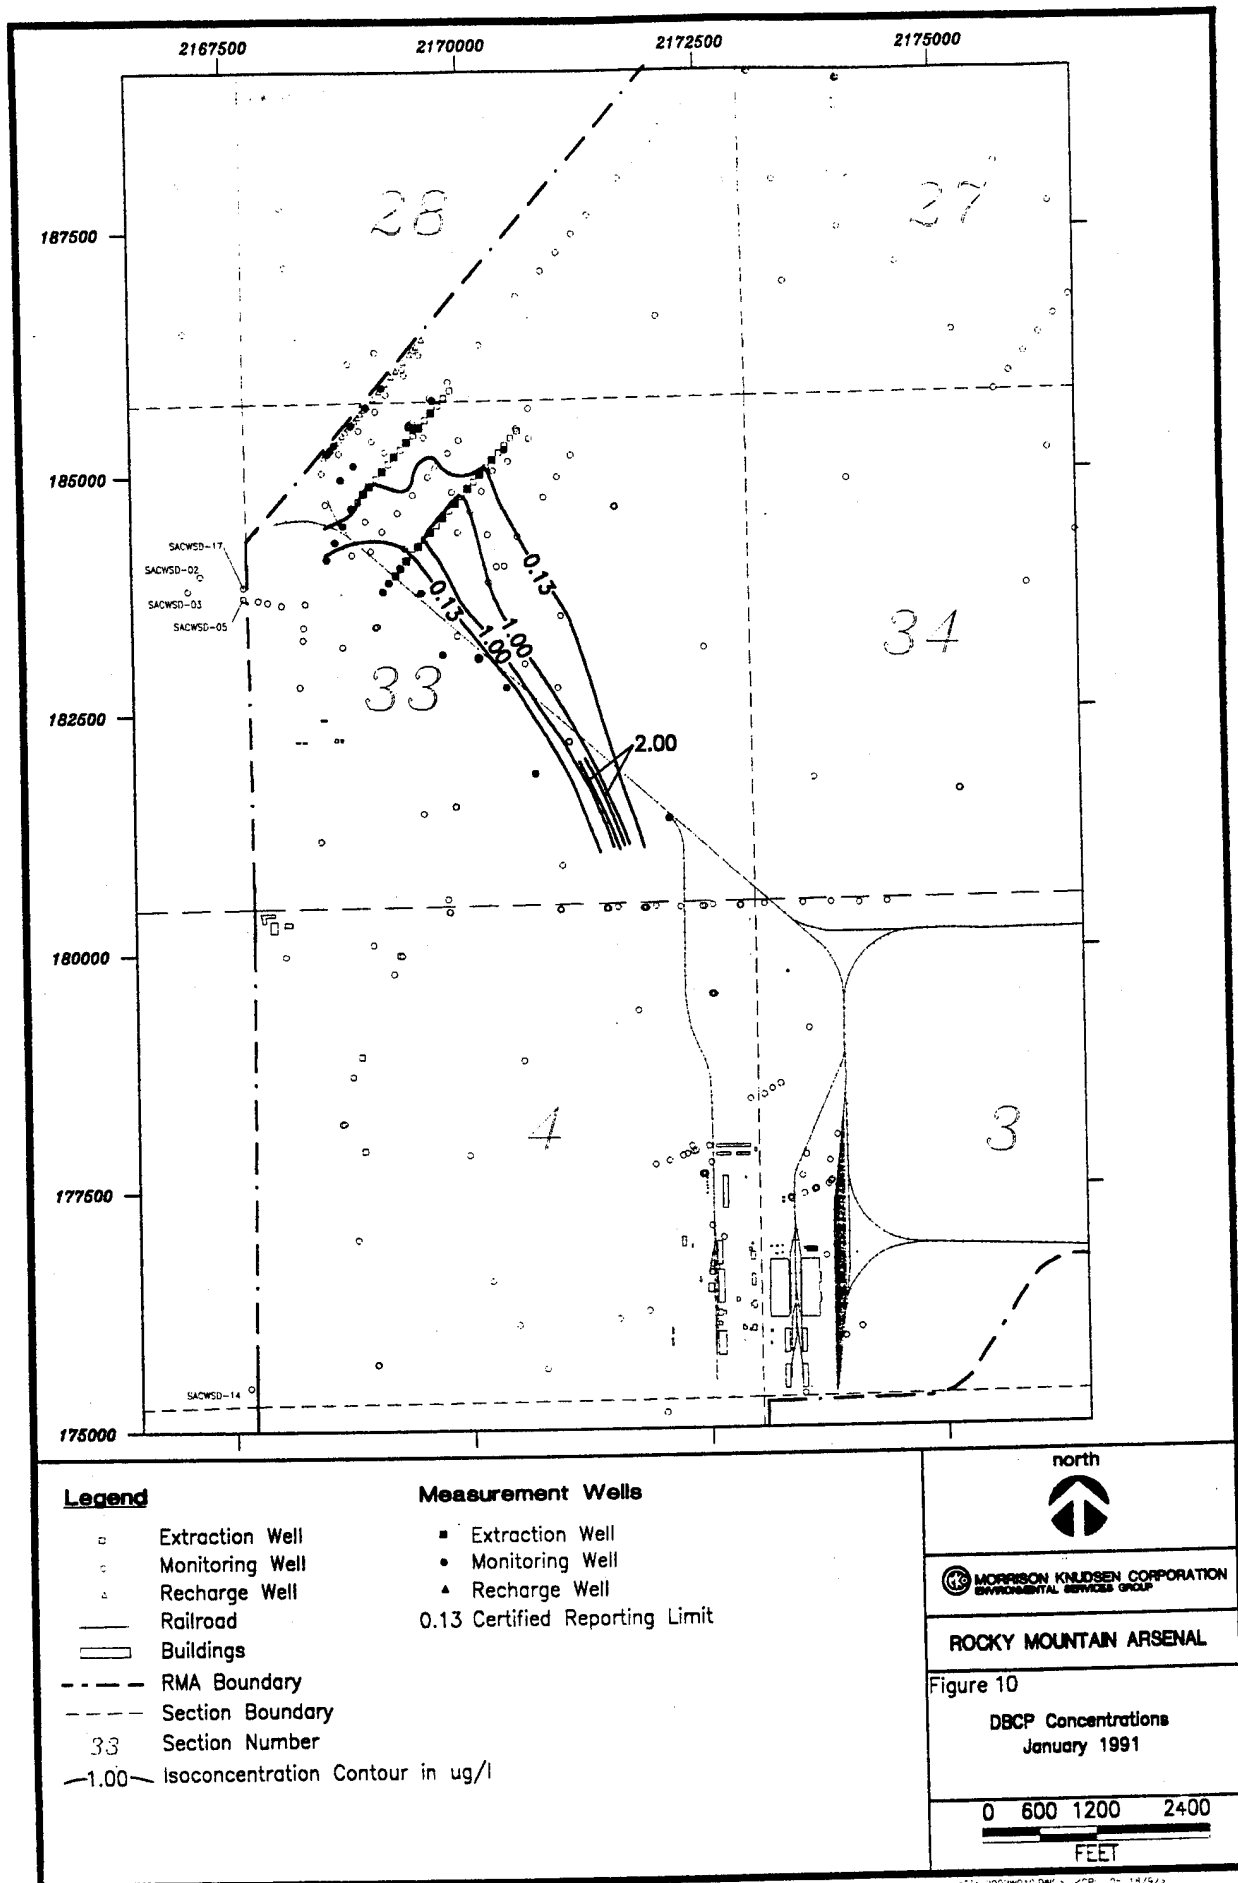 2167500 2170000 2172500 2175000
28 27
187500
185000
SACWSD-17
SACWSD-02
SACWSD-03
SACWSD-05
0.13
0.13
1.00
1.00
34
33
182500
2.00
180000
4
3
177500
SACWSD-14
175000
Legend
Extraction Well
Monitoring Well
Recharge Well
Railroad
Buildings
RMA Boundary
Section Boundary
33 Section Number
1.00 Isoconcentration Contour in ug/l
Measurement Wells
Extraction Well
Monitoring Well
Recharge Well
0.13 Certified Reporting Limit
north
MORRISON KNUDSEN CORPORATION
ENVIRONMENTAL SERVICES GROUP
ROCKY MOUNTAIN ARSENAL
Figure 10
DBCP Concentrations
January 1991
0 600 1200 2400
FEET